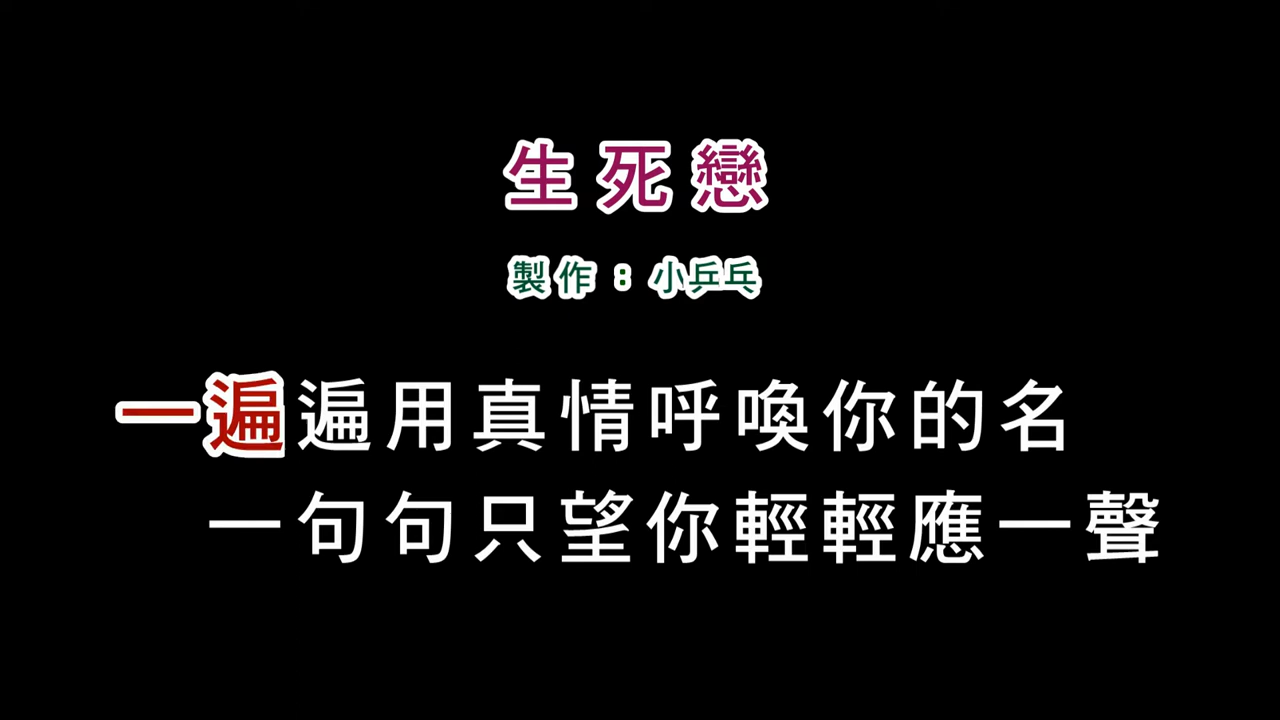 生死戀
製作：小乒乓
一遍遍用真情呼喚你的名
一句句只望你輕輕應一聲